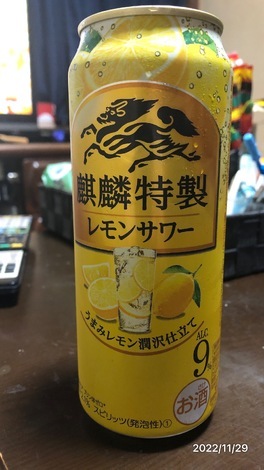 麒麟特製
レモンサワー
うまみレモン潤沢仕立て
ALC.
9%
お酒
スピリッツ(発泡性)①
2022/11/29